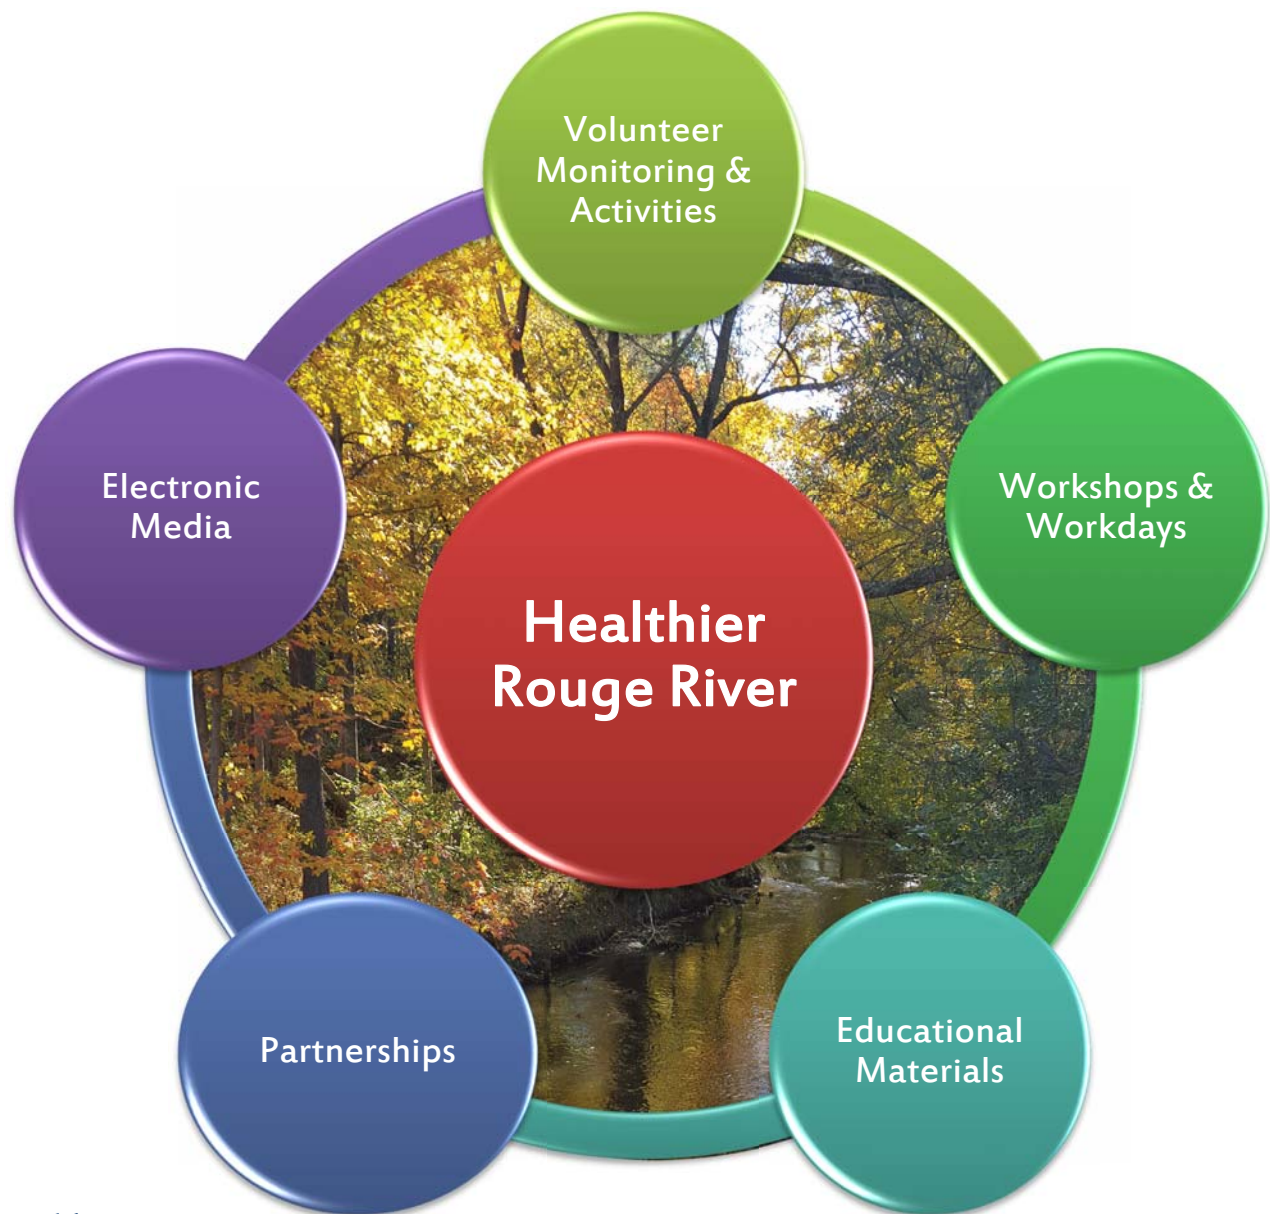 Volunteer
Monitoring &
Activities
Electronic
Media
Workshops &
Workdays
Healthier
Rouge River
Partnerships
Educational
Materials